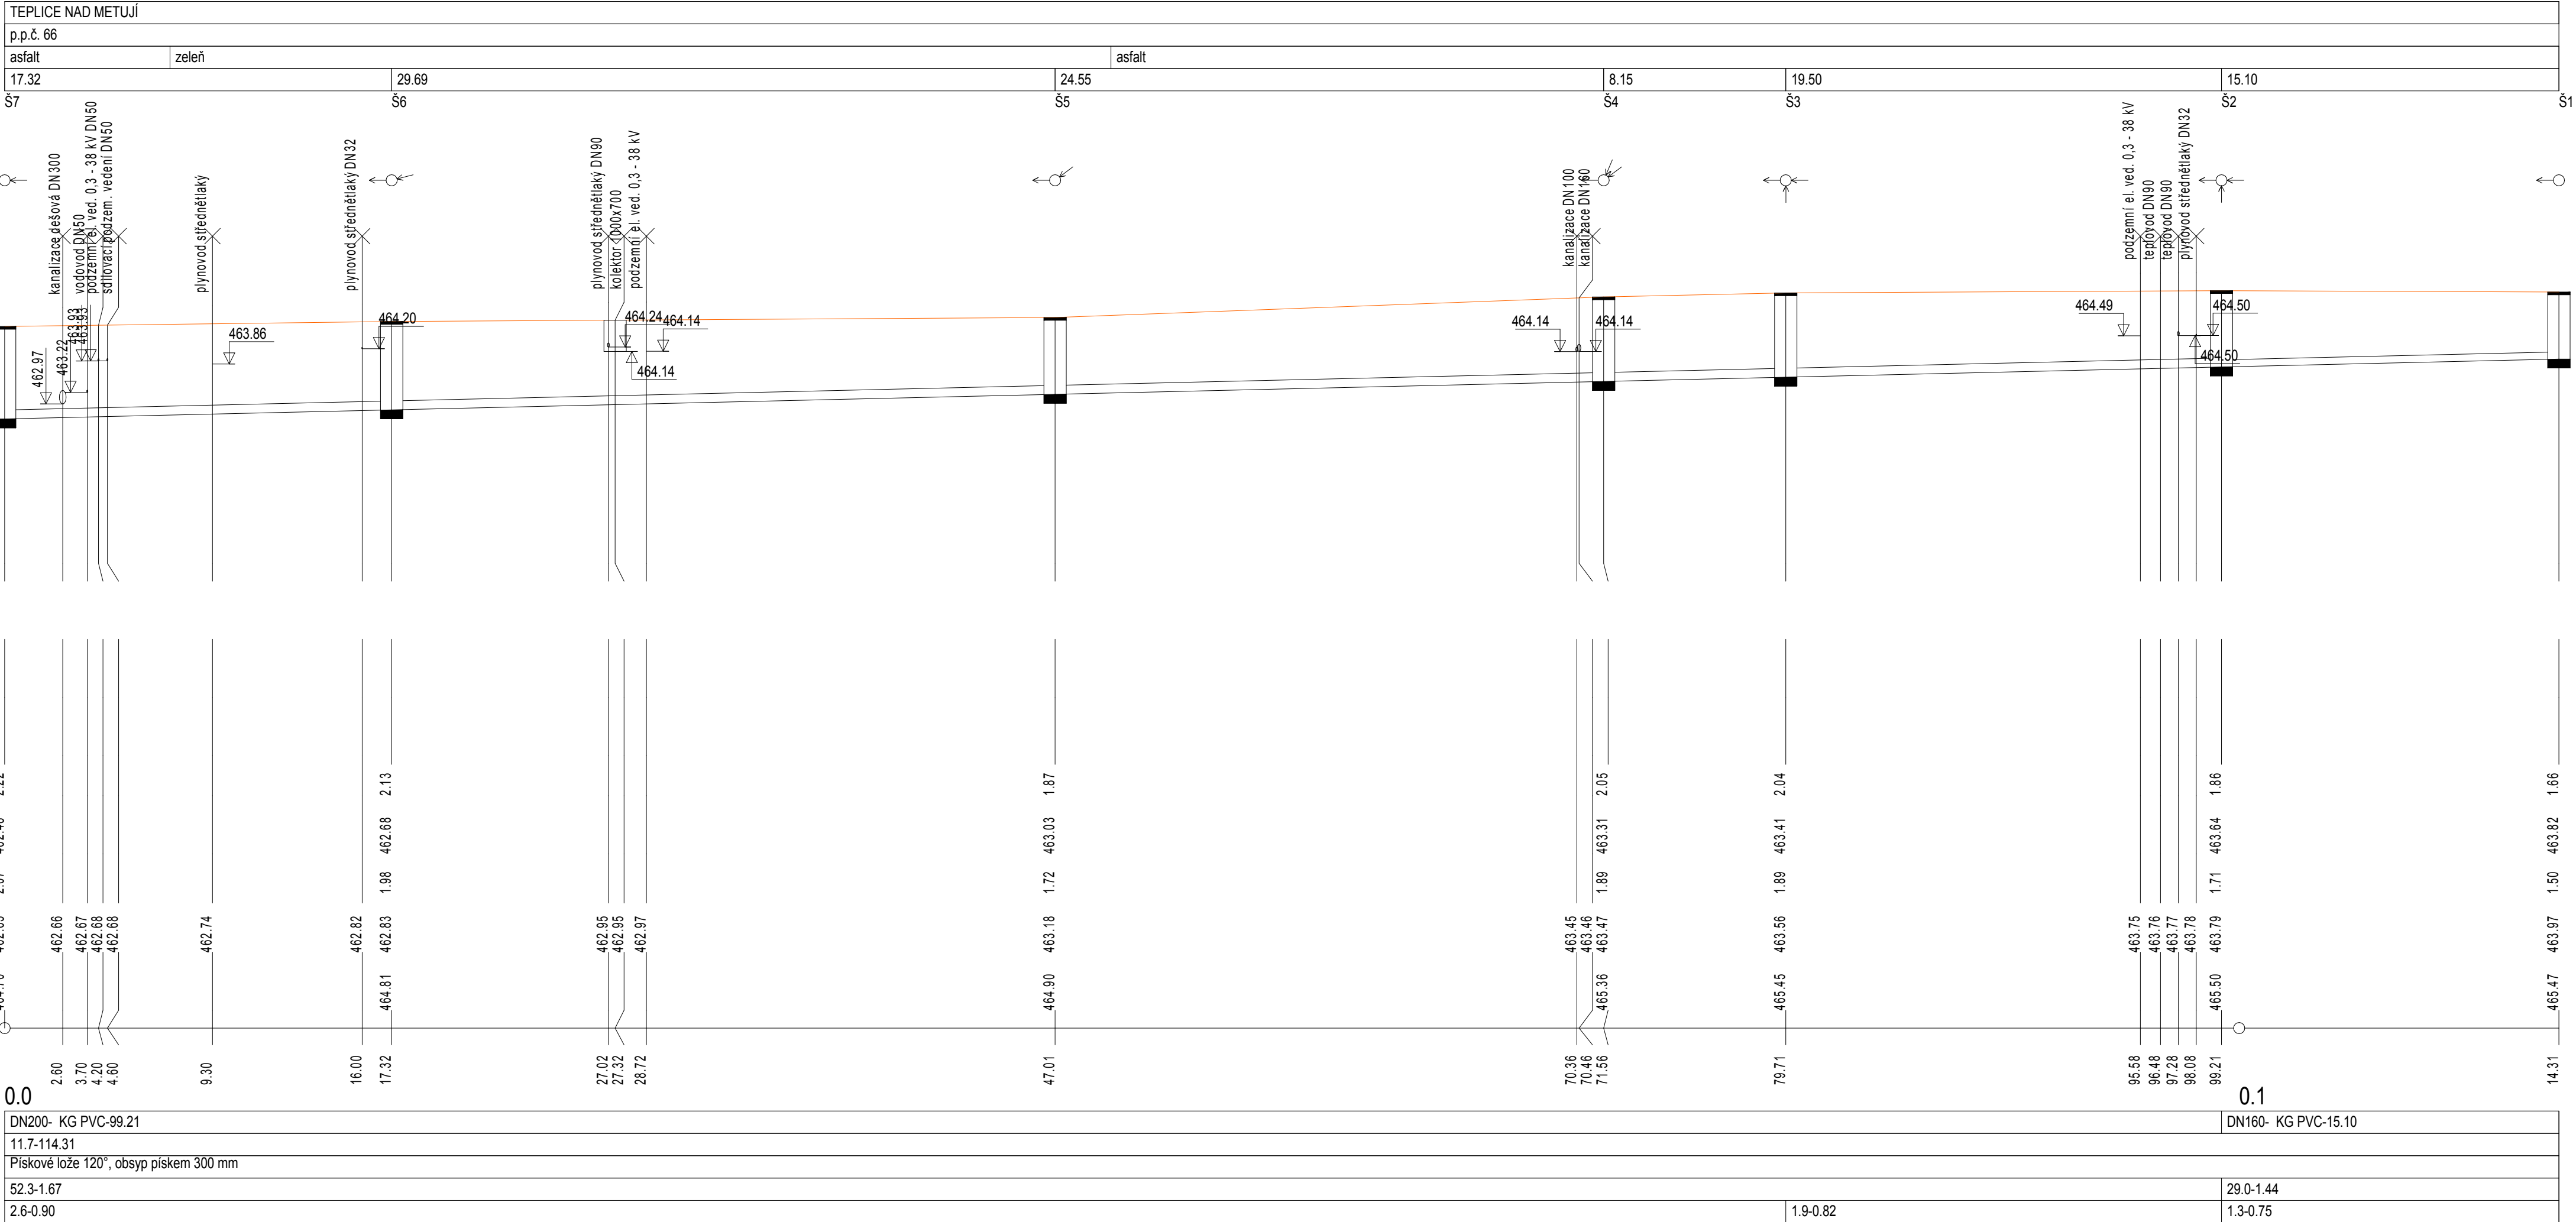 TEPLICE NAD METUJÍ
p.p.č. 66
asfalt zeleň asfalt
17.32 29.69 24.55 8.15 19.50 15.10
Š7 Š6 Š5 Š4 Š3 Š2 Š1
kanalizace dešová DN300
vodovod DN50
podzemní el. ved. 0,3 - 38 kV DN50
sdílovací podzem. vedení DN50
plynovod střednětlaký
plynovod střednětlaký DN32
plynovod střednětlaký DN90
kolektor 1000x700
podzemní el. ved. 0,3 - 38 kV
kanalizace DN100
kanalizace DN160
podzemní el. ved. 0,3 - 38 kV
teplovod DN90
teplovod DN90
plynovod střednětlaký DN32
462.97
463.22
463.93
463.93
463.86
464.20
464.24
464.14
464.14
464.14
464.14
464.49
464.50
464.50
2.13 1.87 2.05 2.04 1.86 1.66
462.68 463.03 463.31 463.41 463.64 463.82
1.98 1.72 1.89 1.89 1.71 1.50
462.66 462.67 462.68 462.68 462.74 462.82 462.83 462.95 462.95 462.97 463.18 463.45 463.46 463.47 463.56 463.75 463.76 463.77 463.78 463.79 463.97
464.81 464.90 465.36 465.45 465.50 465.47
2.60 3.70 4.20 4.60 9.30 16.00 17.32 27.02 27.32 28.72 47.01 70.36 70.46 71.56 79.71 95.58 96.48 97.28 98.08 99.21 14.31
0.0 0.1
DN200- KG PVC-99.21 DN160- KG PVC-15.10
11.7-114.31
Pískové lože 120°, obsyp pískem 300 mm
52.3-1.67 29.0-1.44
2.6-0.90 1.9-0.82 1.3-0.75